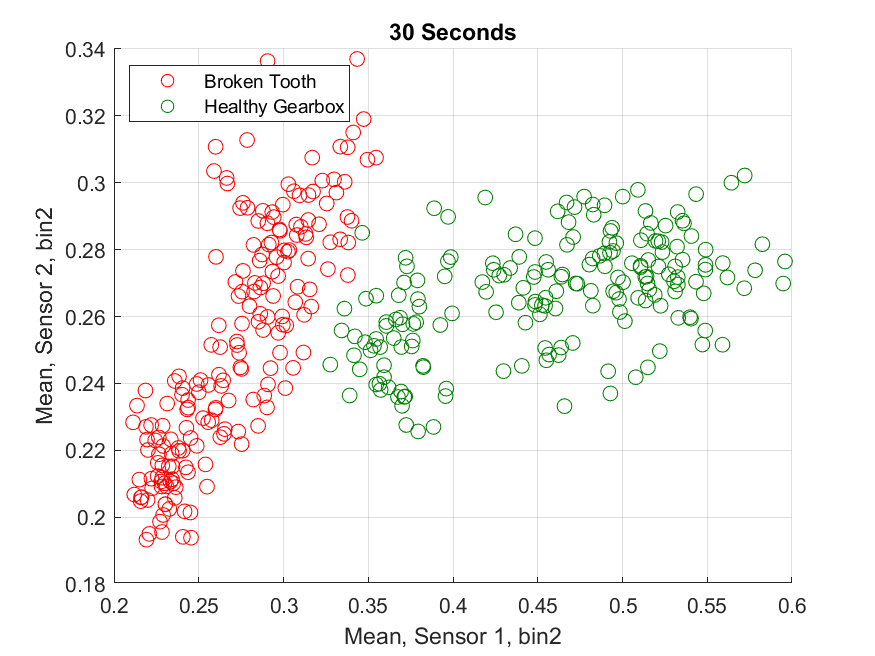 30 Seconds
0.34
0.32
0.3
0.28
0.26
0.24
0.22
0.2
0.18
Broken Tooth
Healthy Gearbox
Mean, Sensor 2, bin2
0.2 0.25 0.3 0.35 0.4 0.45 0.5 0.55 0.6
Mean, Sensor 1, bin2